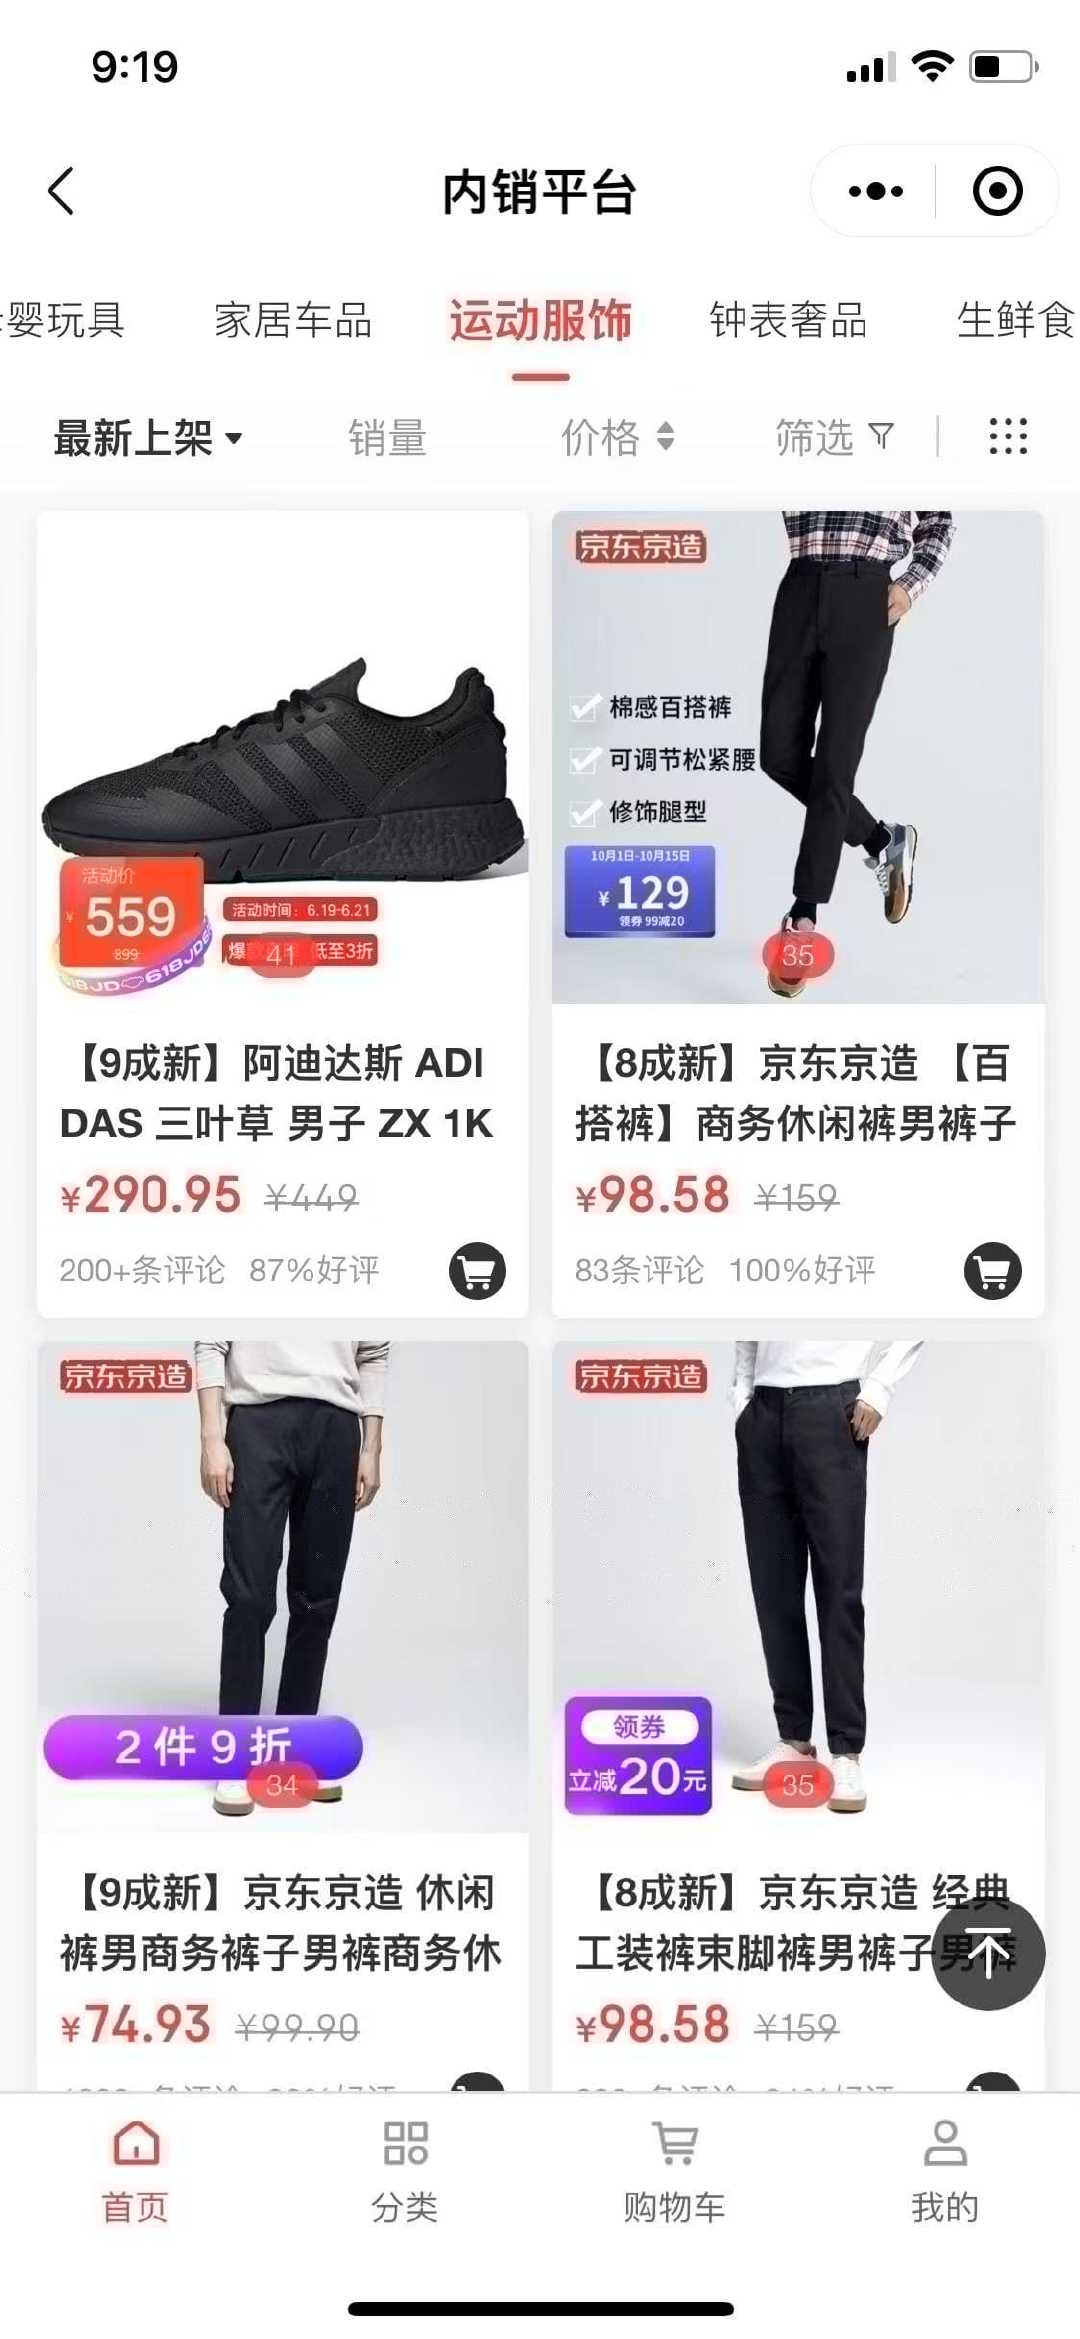 9:19
内销平台
婴玩具 家居车品 运动服饰 钟表奢品 生鲜食
最新上架 销量 价格 筛选
活动价
¥559
899
活动时间：6.19-6.21
低至3折
41
京东京造
棉感百搭裤
可调节松紧腰
修饰腿型
10月1日-10月15日
¥129
领券 99减20
35
【9成新】阿迪达斯 ADI
DAS 三叶草 男子 ZX 1K
¥290.95 ¥449
200+条评论 87%好评
【8成新】京东京造 【百
搭裤】商务休闲裤男裤子
¥98.58 ¥159
83条评论 100%好评
京东京造
2件9折
34
京东京造
领券
立减20元
35
【9成新】京东京造 休闲
裤男商务裤子男裤商务休
¥74.93 ¥99.90
【8成新】京东京造 经典
工装裤束脚裤男裤子男裤
¥98.58 ¥159
首页 分类 购物车 我的